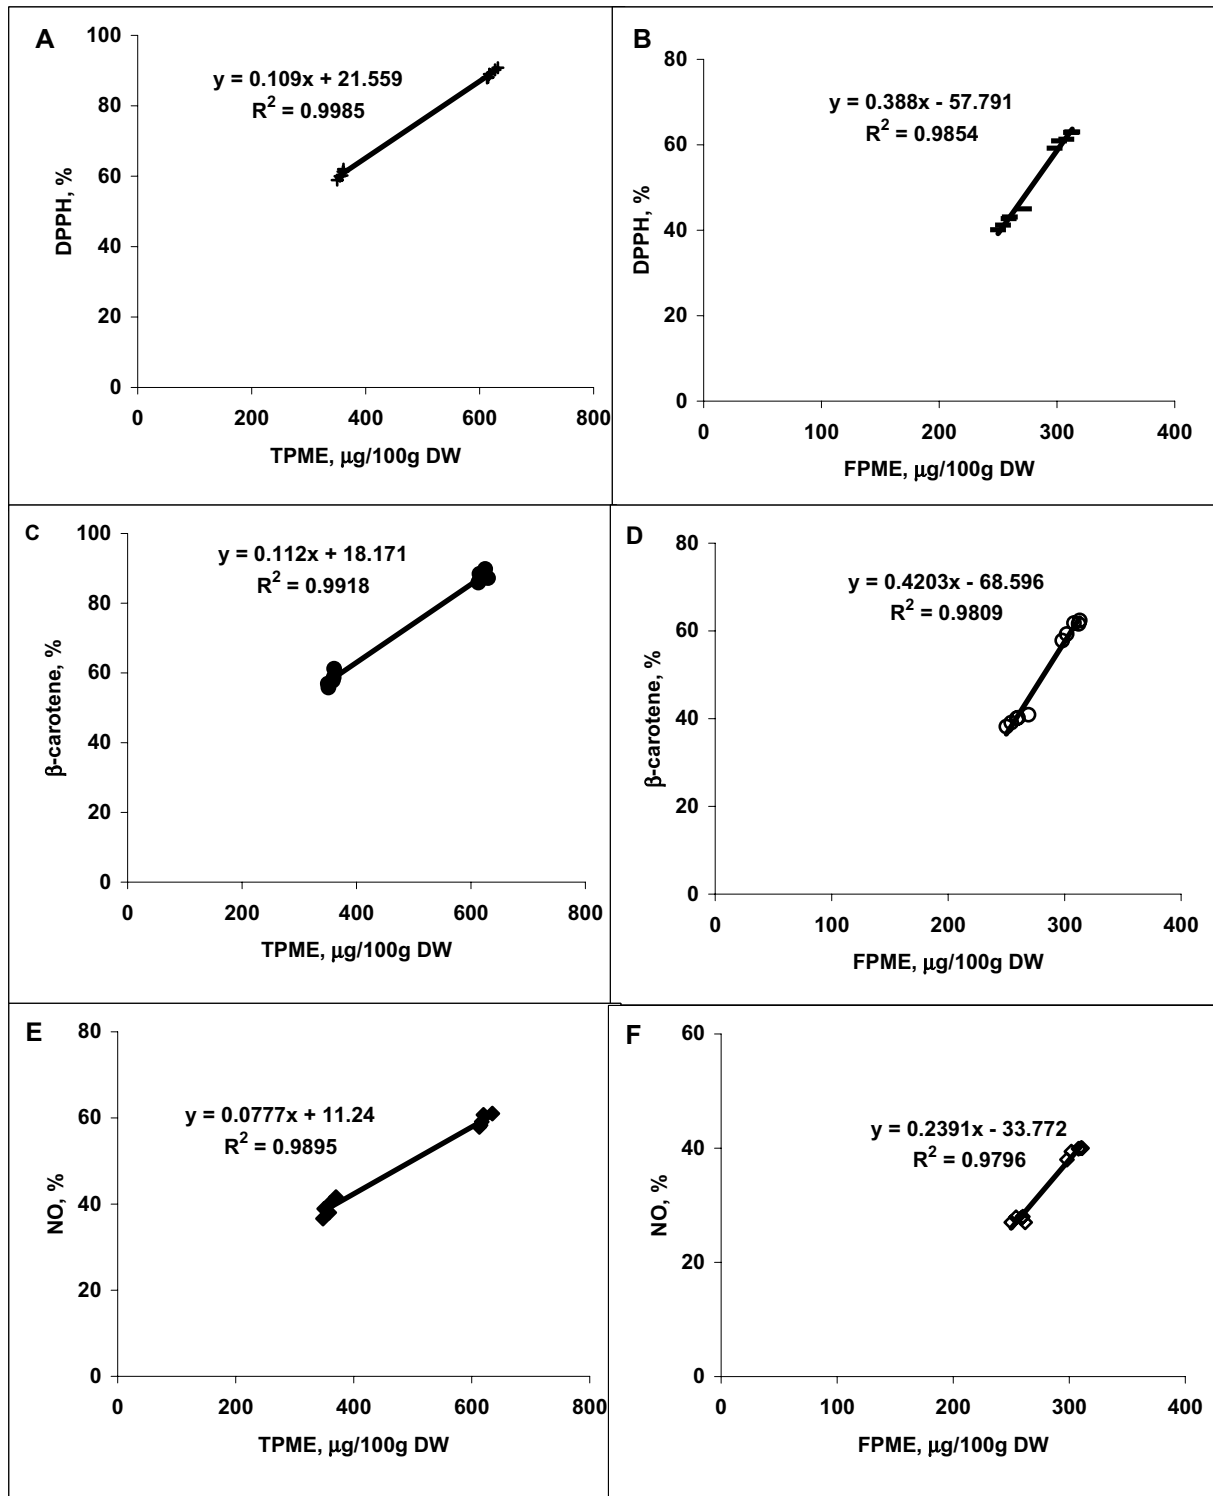 A
y = 0.109x + 21.559
R² = 0.9985
100
80
60
40
20
0
DPPH, %
0 200 400 600 800
TPME, μg/100g DW
B
y = 0.388x - 57.791
R² = 0.9854
80
60
40
20
0
DPPH, %
0 100 200 300 400
FPME, μg/100g DW
C
y = 0.112x + 18.171
R² = 0.9918
100
80
60
40
20
0
β-carotene, %
0 200 400 600 800
TPME, μg/100g DW
D
y = 0.4203x - 68.596
R² = 0.9809
80
60
40
20
0
β-carotene, %
0 100 200 300 400
FPME, μg/100g DW
E
y = 0.0777x + 11.24
R² = 0.9895
80
60
40
20
0
NO, %
0 200 400 600 800
TPME, μg/100g DW
F
y = 0.2391x - 33.772
R² = 0.9796
60
40
20
0
NO, %
0 100 200 300 400
FPME, μg/100g DW